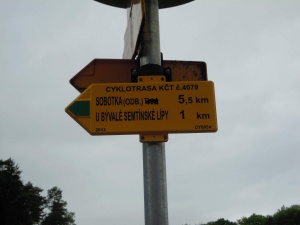 CYKLOTRASA KČT č.4079
SOBOTKA (ODB.) 5,5 km
U BÝVALÉ SEMTÍNSKÉ LÍPY 1 km